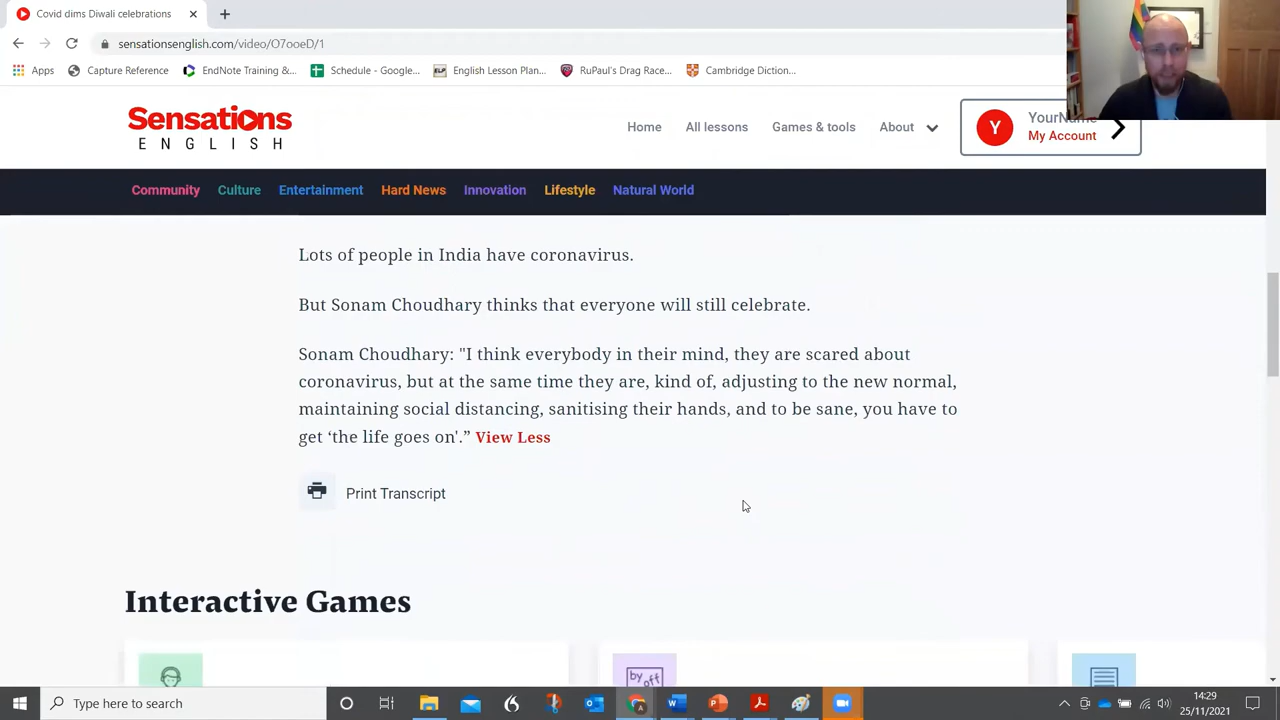 Covid dims Diwali celebrations
sensationsenglish.com/video/O7ooeD/1
Apps
Capture Reference
EndNote Training &...
Schedule - Google...
English Lesson Plan...
RuPaul's Drag Race...
Cambridge Diction...
Sensations
ENGLISH
Home
All lessons
Games & tools
About
Y
YourName
My Account
Community
Culture
Entertainment
Hard News
Innovation
Lifestyle
Natural World
Lots of people in India have coronavirus.
But Sonam Choudhary thinks that everyone will still celebrate.
Sonam Choudhary: "I think everybody in their mind, they are scared about
coronavirus, but at the same time they are, kind of, adjusting to the new normal,
maintaining social distancing, sanitising their hands, and to be sane, you have to
get ‘the life goes on'.” View Less
Print Transcript
Interactive Games
by off
Type here to search
14:29
25/11/2021